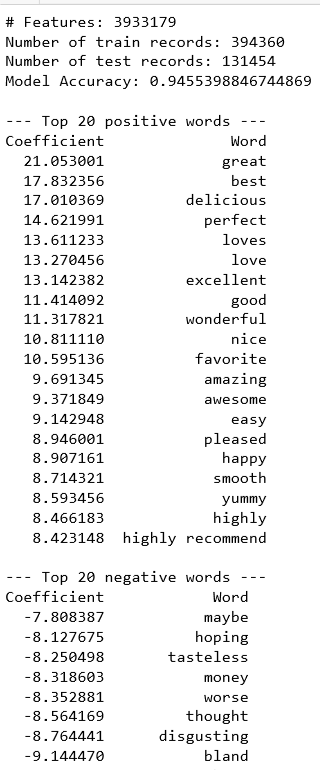 # Features: 3933179
Number of train records: 394360
Number of test records: 131454
Model Accuracy: 0.9455398846744869
--- Top 20 positive words ---
Coefficient Word
21.053001 great
17.832356 best
17.010369 delicious
14.621991 perfect
13.611233 loves
13.270456 love
13.142382 excellent
11.414092 good
11.317821 wonderful
10.811110 nice
10.595136 favorite
9.691345 amazing
9.371849 awesome
9.142948 easy
8.946001 pleased
8.907161 happy
8.714321 smooth
8.593456 yummy
8.466183 highly
8.423148 highly recommend
--- Top 20 negative words ---
Coefficient Word
-7.808387 maybe
-8.127675 hoping
-8.250498 tasteless
-8.318603 money
-8.352881 worse
-8.564169 thought
-8.764441 disgusting
-9.144470 bland